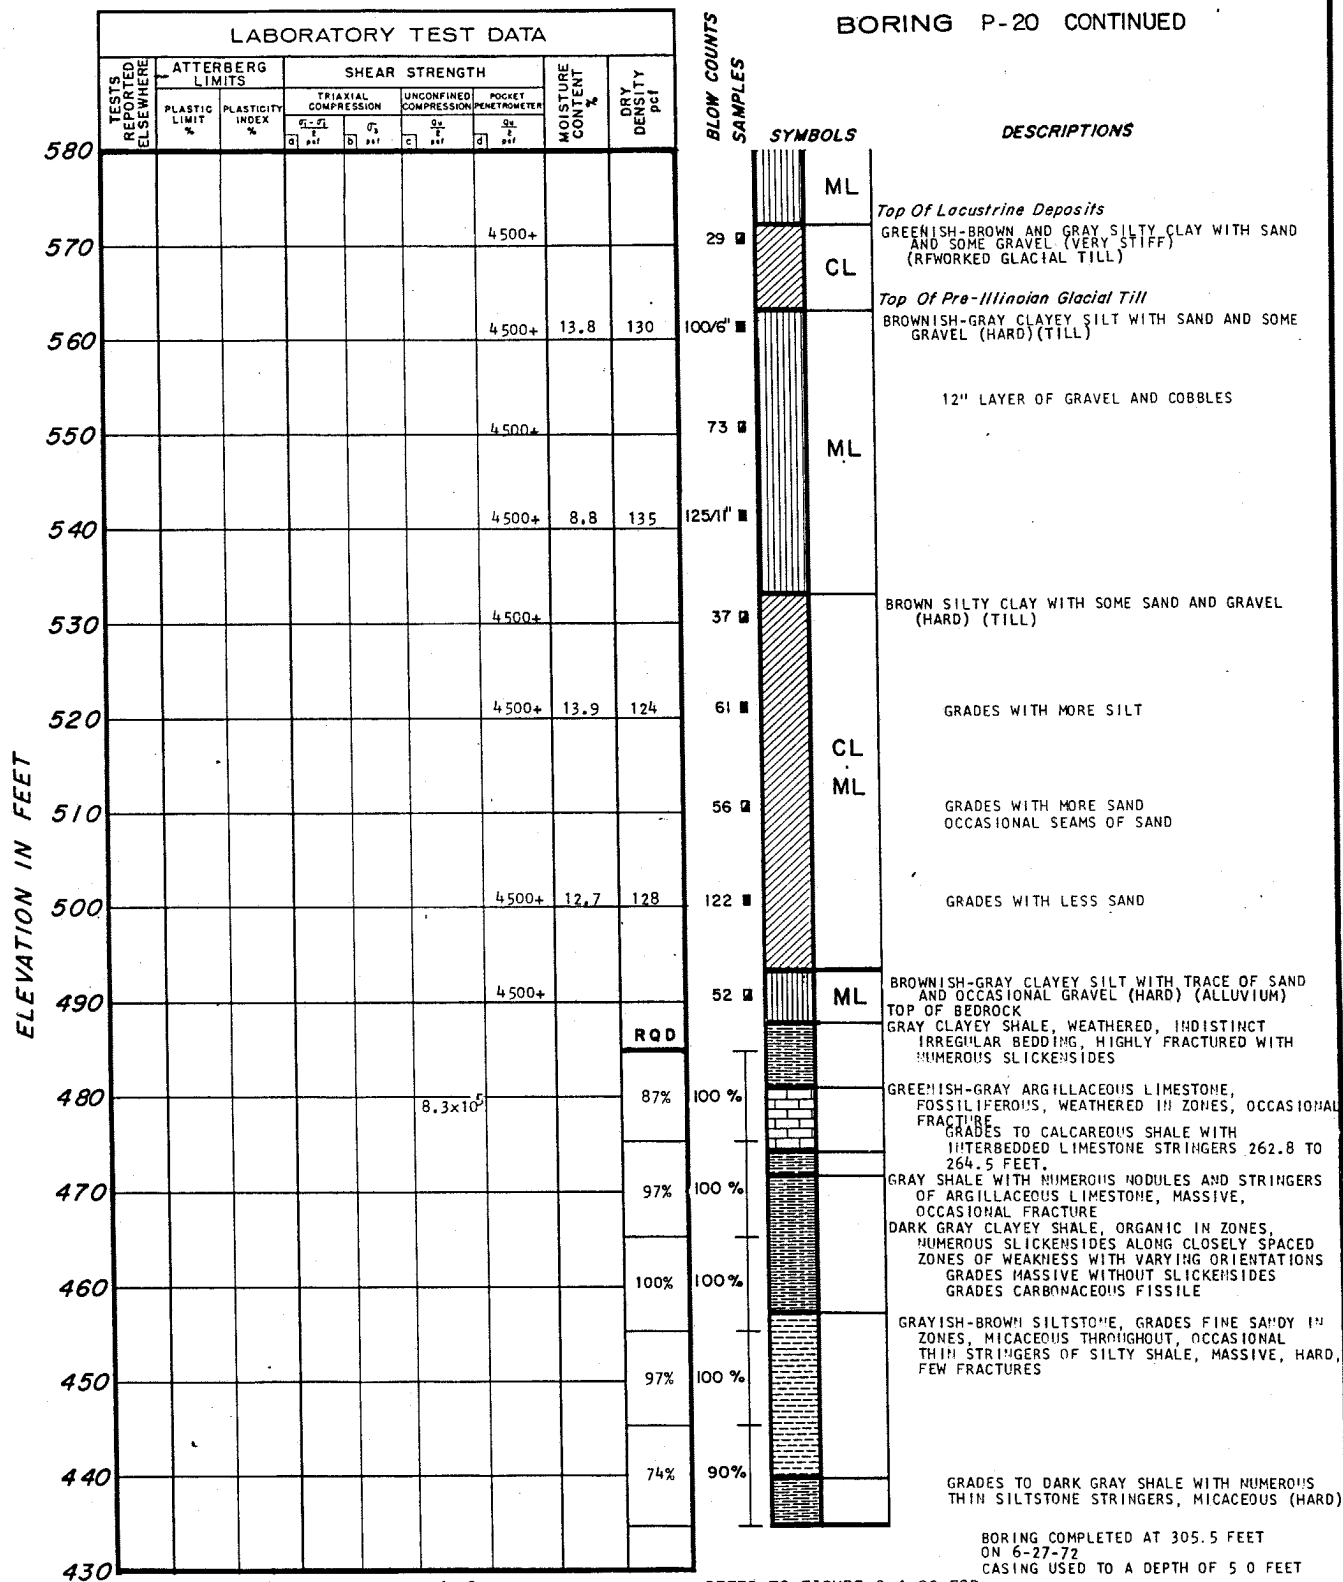 BORING P-20 CONTINUED
LABORATORY TEST DATA
TESTS REPORTED ELSEWHERE
ATTERBERG LIMITS
PLASTIC LIMIT %
PLASTICITY INDEX %
SHEAR STRENGTH
TRIAXIAL COMPRESSION
UNCONFINED COMPRESSION
POCKET PENETROMETER
a psf
b psf
c psf
d psf
MOISTURE CONTENT %
DRY DENSITY pcf
BLOW COUNTS
SAMPLES
SYMBOLS
DESCRIPTIONS
ELEVATION IN FEET
580
ML
Top Of Lacustrine Deposits
4500+ 29
GREENISH-BROWN AND GRAY SILTY CLAY WITH SAND
AND SOME GRAVEL (VERY STIFF)
(RFWORKED GLACIAL TILL)
570
CL
Top Of Pre-Illinoian Glacial Till
4500+ 13.8 130 100/6"
BROWNISH-GRAY CLAYEY SILT WITH SAND AND SOME
GRAVEL (HARD)(TILL)
560
12" LAYER OF GRAVEL AND COBBLES
4500+ 73
550
ML
4500+ 8.8 135 125/11"
540
BROWN SILTY CLAY WITH SOME SAND AND GRAVEL
(HARD) (TILL)
4500+ 37
530
4500+ 13.9 124 61
GRADES WITH MORE SILT
520
CL
ML
56
GRADES WITH MORE SAND
OCCASIONAL SEAMS OF SAND
510
4500+ 12.7 128 122
GRADES WITH LESS SAND
500
4500+ 52
ML
BROWNISH-GRAY CLAYEY SILT WITH TRACE OF SAND
AND OCCASIONAL GRAVEL (HARD) (ALLUVIUM)
490
TOP OF BEDROCK
GRAY CLAYEY SHALE, WEATHERED, INDISTINCT
IRREGULAR BEDDING, HIGHLY FRACTURED WITH
NUMEROUS SLICKENSIDES
RQD
480
8.3x10⁵ 87% 100 %
GREENISH-GRAY ARGILLACEOUS LIMESTONE,
FOSSILIFEROUS, WEATHERED IN ZONES, OCCASIONAL
FRACTURE
GRADES TO CALCAREOUS SHALE WITH
INTERBEDDED LIMESTONE STRINGERS 262.8 TO
264.5 FEET.
470
97% 100 %
GRAY SHALE WITH NUMEROUS NODULES AND STRINGERS
OF ARGILLACEOUS LIMESTONE, MASSIVE,
OCCASIONAL FRACTURE
DARK GRAY CLAYEY SHALE, ORGANIC IN ZONES,
NUMEROUS SLICKENSIDES ALONG CLOSELY SPACED
ZONES OF WEAKNESS WITH VARYING ORIENTATIONS
GRADES MASSIVE WITHOUT SLICKENSIDES
GRADES CARBONACEOUS FISSILE
460
100% 100%
GRAYISH-BROWN SILTSTONE, GRADES FINE SANDY IN
ZONES, MICACEOUS THROUGHOUT, OCCASIONAL
THIN STRINGERS OF SILTY SHALE, MASSIVE, HARD,
FEW FRACTURES
450
97% 100 %
440
74% 90%
GRADES TO DARK GRAY SHALE WITH NUMEROUS
THIN SILTSTONE STRINGERS, MICACEOUS (HARD)
BORING COMPLETED AT 305.5 FEET
ON 6-27-72
CASING USED TO A DEPTH OF 5 0 FEET
430